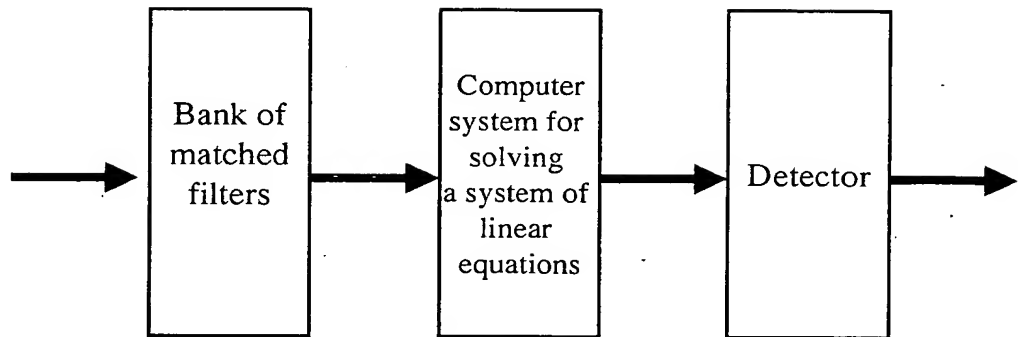 Bank of
matched
filters
Computer
system for
solving
a system of
linear
equations
Detector